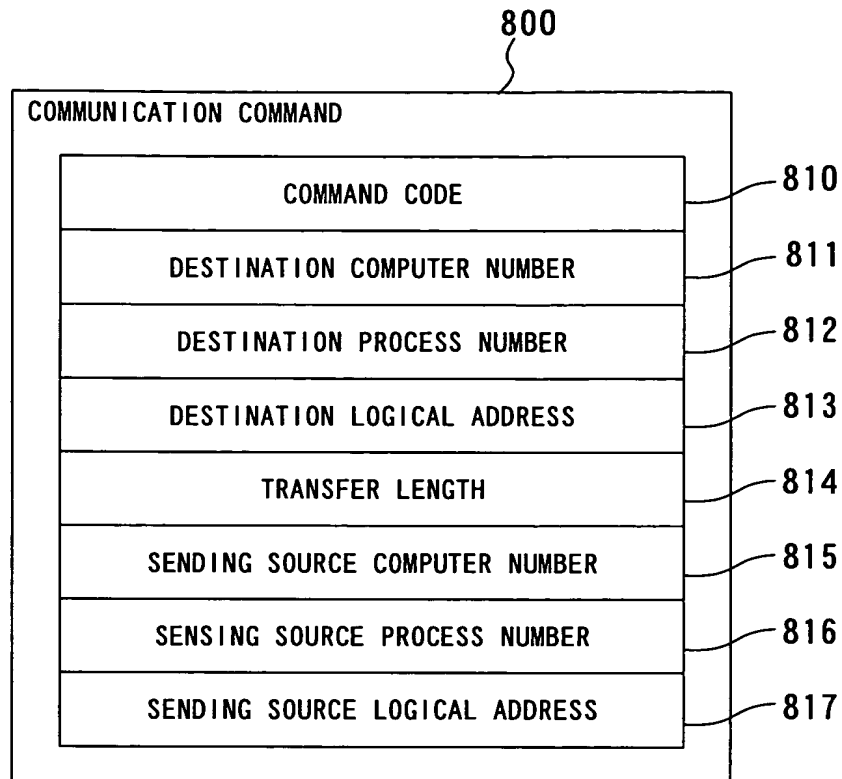 800
COMMUNICATION COMMAND
COMMAND CODE 810
DESTINATION COMPUTER NUMBER 811
DESTINATION PROCESS NUMBER 812
DESTINATION LOGICAL ADDRESS 813
TRANSFER LENGTH 814
SENDING SOURCE COMPUTER NUMBER 815
SENSING SOURCE PROCESS NUMBER 816
SENDING SOURCE LOGICAL ADDRESS 817